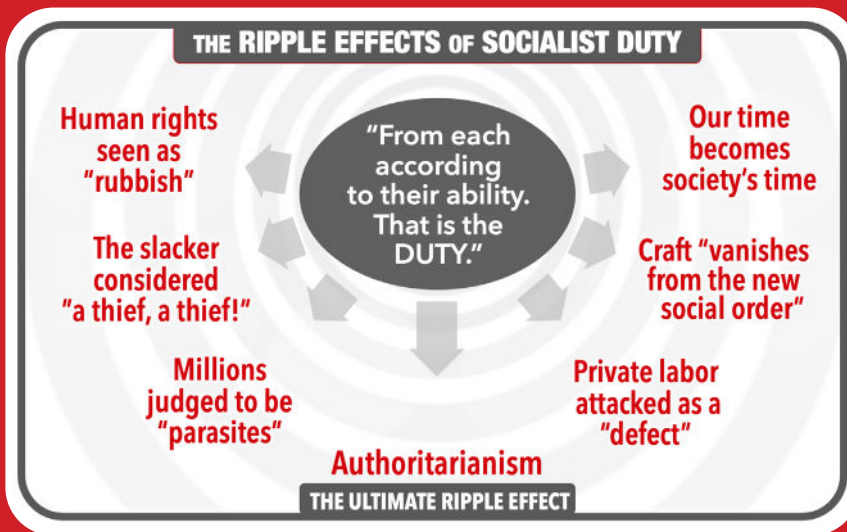 THE RIPPLE EFFECTS OF SOCIALIST DUTY
"From each
according
to their ability.
That is the
DUTY."
Human rights
seen as
"rubbish"
The slacker
considered
"a thief, a thief!"
Millions
judged to be
"parasites"
Our time
becomes
society's time
Craft "vanishes
from the new
social order"
Private labor
attacked as a
"defect"
Authoritarianism
THE ULTIMATE RIPPLE EFFECT